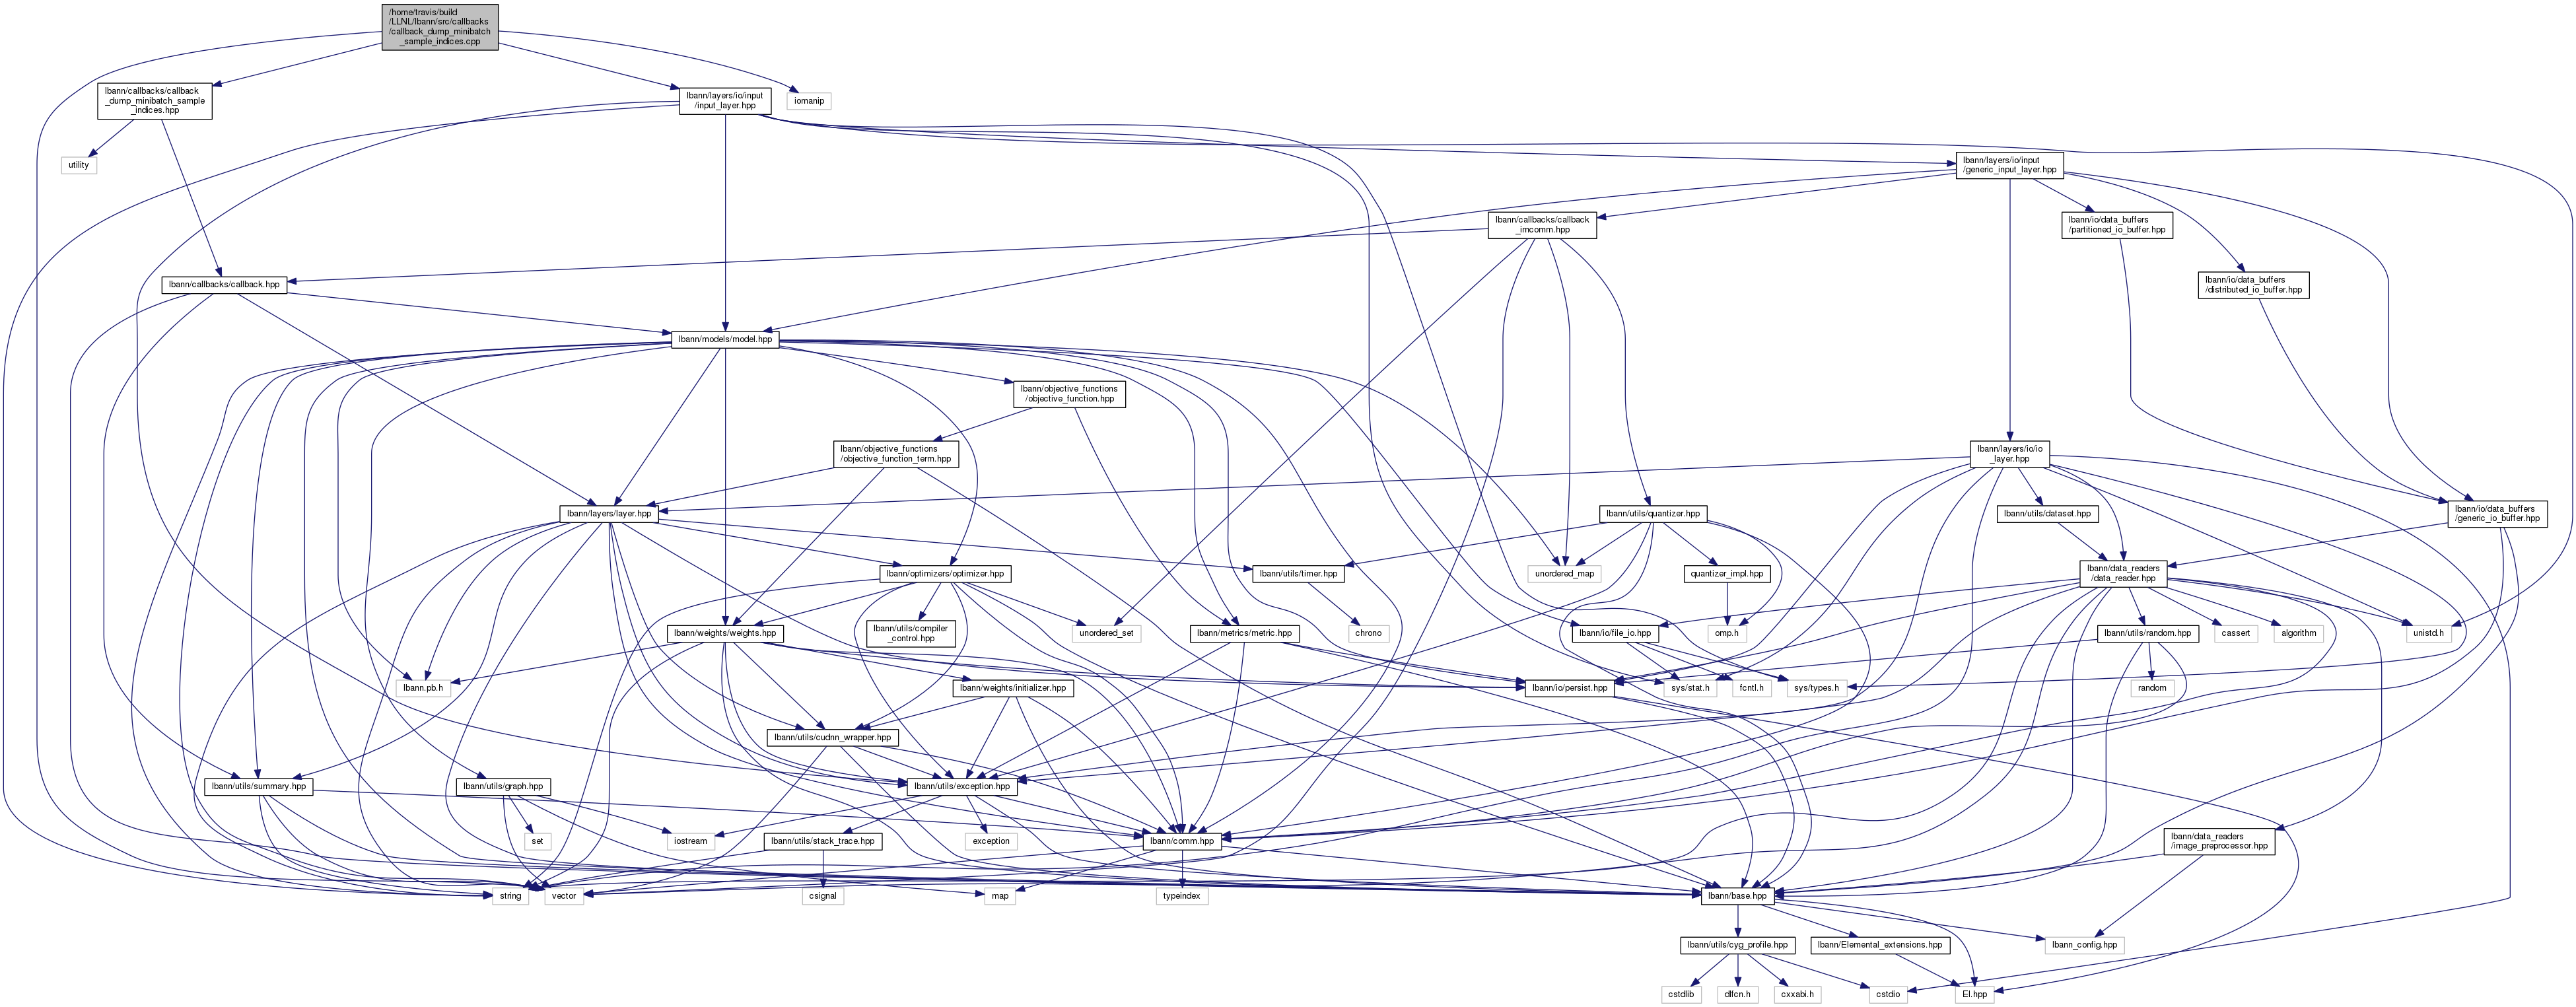 /home/travis/build
/LLNL/lbann/src/callbacks
/callback_dump_minibatch
_sample_indices.cpp
lbann/callbacks/callback
_dump_minibatch_sample
_indices.hpp
lbann/layers/io/input
/input_layer.hpp
iomanip
utility
lbann/layers/io/input
/generic_input_layer.hpp
lbann/callbacks/callback
_imcomm.hpp
lbann/io/data_buffers
/partitioned_io_buffer.hpp
lbann/callbacks/callback.hpp
lbann/io/data_buffers
/distributed_io_buffer.hpp
lbann/models/model.hpp
lbann/objective_functions
/objective_function.hpp
lbann/objective_functions
/objective_function_term.hpp
lbann/layers/io/io
_layer.hpp
lbann/layers/layer.hpp
lbann/utils/quantizer.hpp
lbann/utils/dataset.hpp
lbann/io/data_buffers
/generic_io_buffer.hpp
lbann/optimizers/optimizer.hpp
lbann/utils/timer.hpp
unordered_map
quantizer_impl.hpp
lbann/data_readers
/data_reader.hpp
lbann/weights/weights.hpp
lbann/utils/compiler
_control.hpp
unordered_set
lbann/metrics/metric.hpp
chrono
lbann/io/file_io.hpp
omp.h
lbann/utils/random.hpp
cassert
algorithm
unistd.h
lbann.pb.h
lbann/weights/initializer.hpp
lbann/io/persist.hpp
sys/stat.h
fcntl.h
sys/types.h
random
lbann/utils/cudnn_wrapper.hpp
lbann/utils/summary.hpp
lbann/utils/graph.hpp
lbann/utils/exception.hpp
set
iostream
lbann/utils/stack_trace.hpp
exception
lbann/comm.hpp
lbann/data_readers
/image_preprocessor.hpp
string
vector
csignal
map
typeindex
lbann/base.hpp
lbann/utils/cyg_profile.hpp
lbann/Elemental_extensions.hpp
lbann_config.hpp
cstdlib
dlfcn.h
cxxabi.h
cstdio
El.hpp